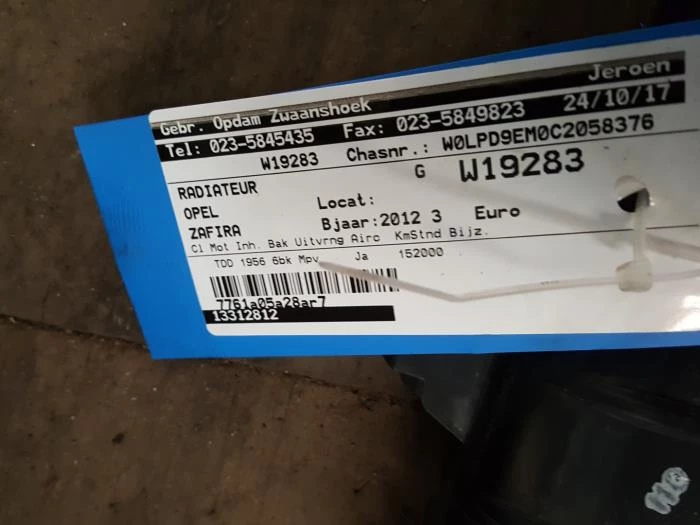 Gebr. Opdam Zwaanshoek Jeroen
Tel: 023-5845435 Fax: 023-5849823 24/10/17
W19283 Chasnr.: W0LPD9EM0C2058376
RADIATEUR G W19283
OPEL Locat:
ZAFIRA Bjaar:2012 3 Euro
Cl Mot Inh. Bak Uitvrng Airc KmStnd Bijz.
TDD 1956 6bk Mpv Ja 152000
7761a05a28ar7
13312812